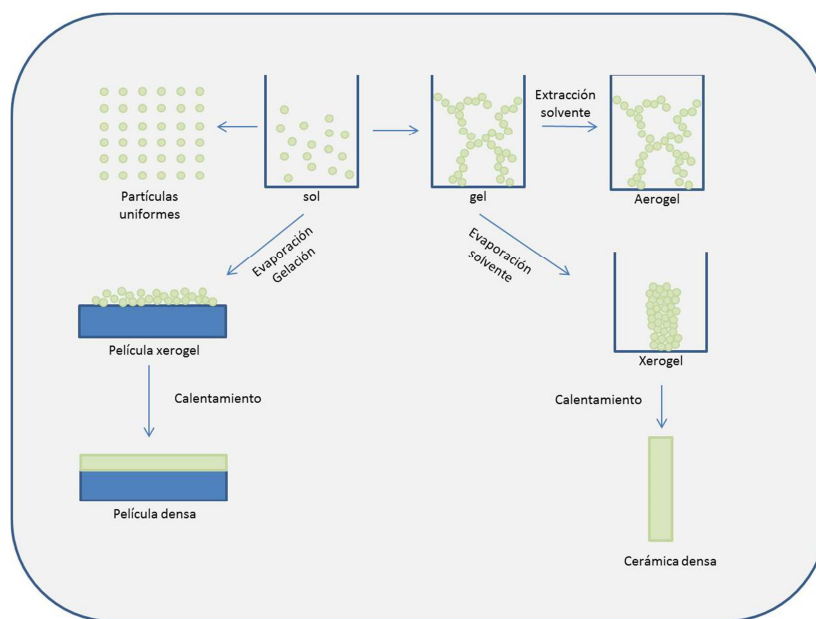 Partículas
uniformes
sol
gel
Extracción
solvente
Aerogel
Evaporación
Gelación
Evaporación
solvente
Película xerogel
Xerogel
Calentamiento
Calentamiento
Película densa
Cerámica densa